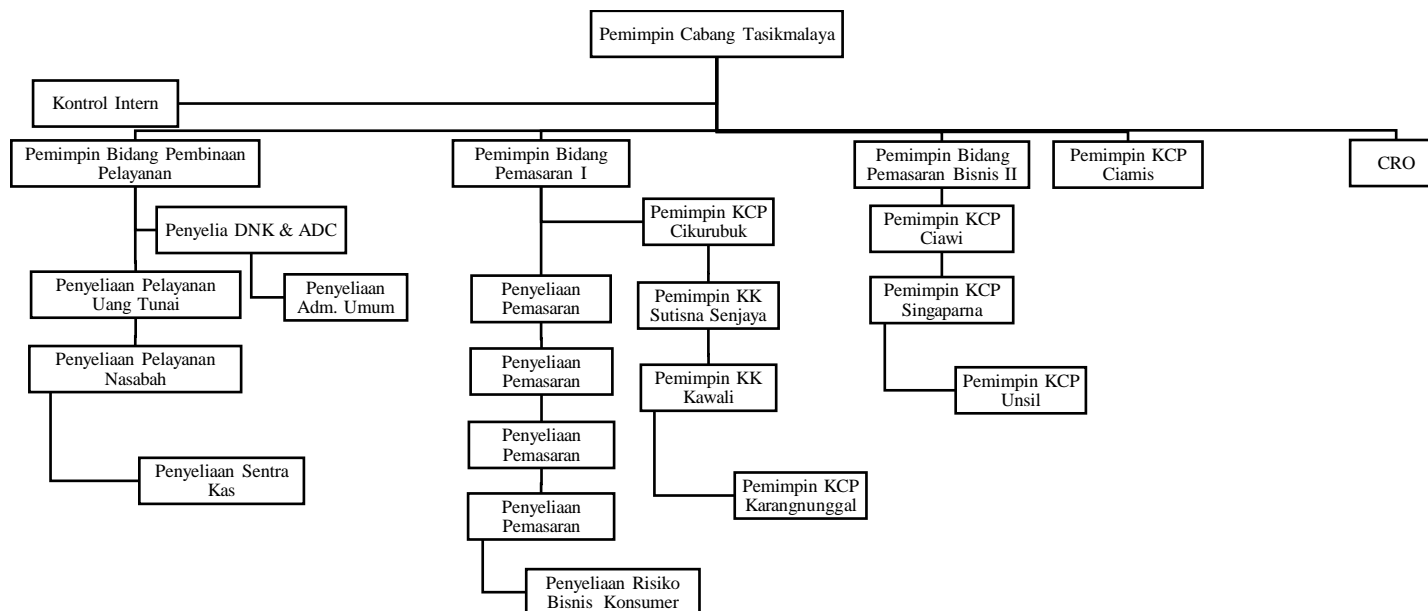 Pemimpin Cabang Tasikmalaya
Kontrol Intern
Pemimpin Bidang Pembinaan
Pelayanan
Pemimpin Bidang
Pemasaran I
Pemimpin Bidang
Pemasaran Bisnis II
Pemimpin KCP
Ciamis
CRO
Penyelia DNK & ADC
Pemimpin KCP
Cikurubuk
Pemimpin KCP
Ciawi
Penyeliaan Pelayanan
Uang Tunai
Penyeliaan
Adm. Umum
Penyeliaan
Pemasaran
Pemimpin KK
Sutisna Senjaya
Pemimpin KCP
Singaparna
Penyeliaan Pelayanan
Nasabah
Penyeliaan
Pemasaran
Pemimpin KK
Kawali
Pemimpin KCP
Unsil
Penyeliaan
Pemasaran
Penyeliaan Sentra
Kas
Penyeliaan
Pemasaran
Pemimpin KCP
Karangnunggal
Penyeliaan Risiko
Bisnis Konsumer